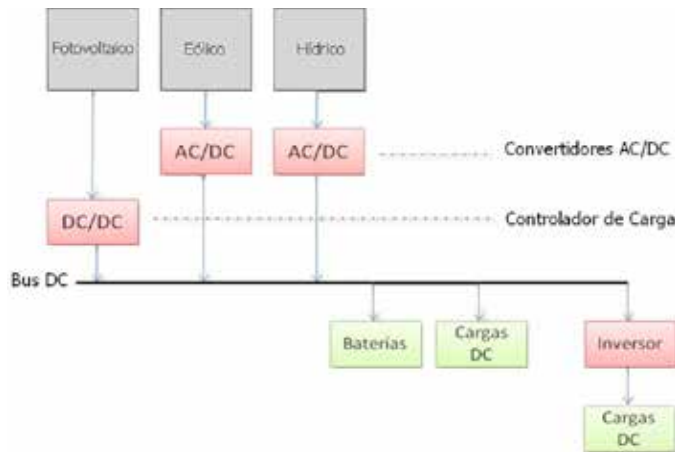 Fotovoltaico
Eólico
Hídrico
AC/DC
AC/DC
Convertidores AC/DC
DC/DC
Controlador de Carga
Bus DC
Baterias
Cargas
DC
Inversor
Cargas
DC